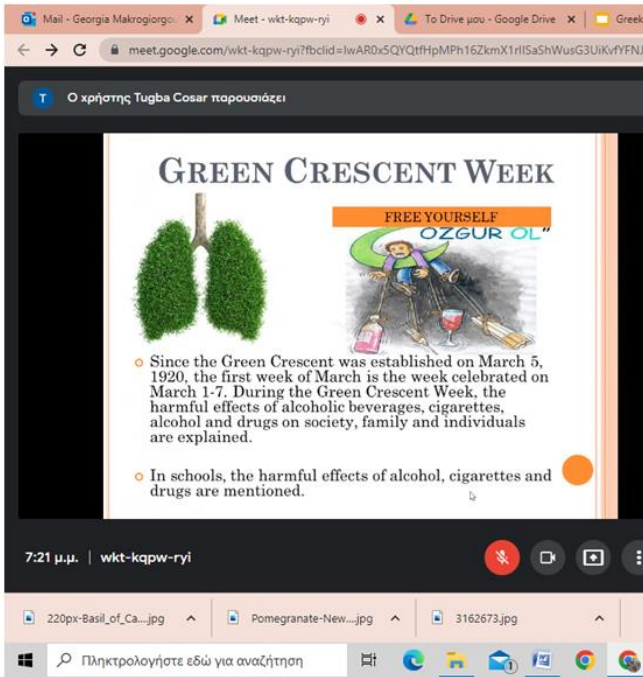 Mail - Georgia Makrogiorgo
Meet - wkt-kqpw-ryi
To Drive μου - Google Drive
Greek
meet.google.com/wkt-kqpw-ryi?fbclid=
T Ο χρήστης Tugba Cosar παρουσιάζει
GREEN CRESCENT WEEK
FREE YOURSELF
OZGUR OL"
Since the Green Crescent was established on March 5,
1920, the first week of March is the week celebrated on
March 1-7. During the Green Crescent Week, the
harmful effects of alcoholic beverages, cigarettes,
alcohol and drugs on society, family and individuals
are explained.
In schools, the harmful effects of alcohol, cigarettes and
drugs are mentioned.
7:21 μ.μ. | wkt-kqpw-ryi
220px-Basil_of_Ca....jpg
Pomegranate-New....jpg
3162673.jpg
Πληκτρολογήστε εδώ για αναζήτηση